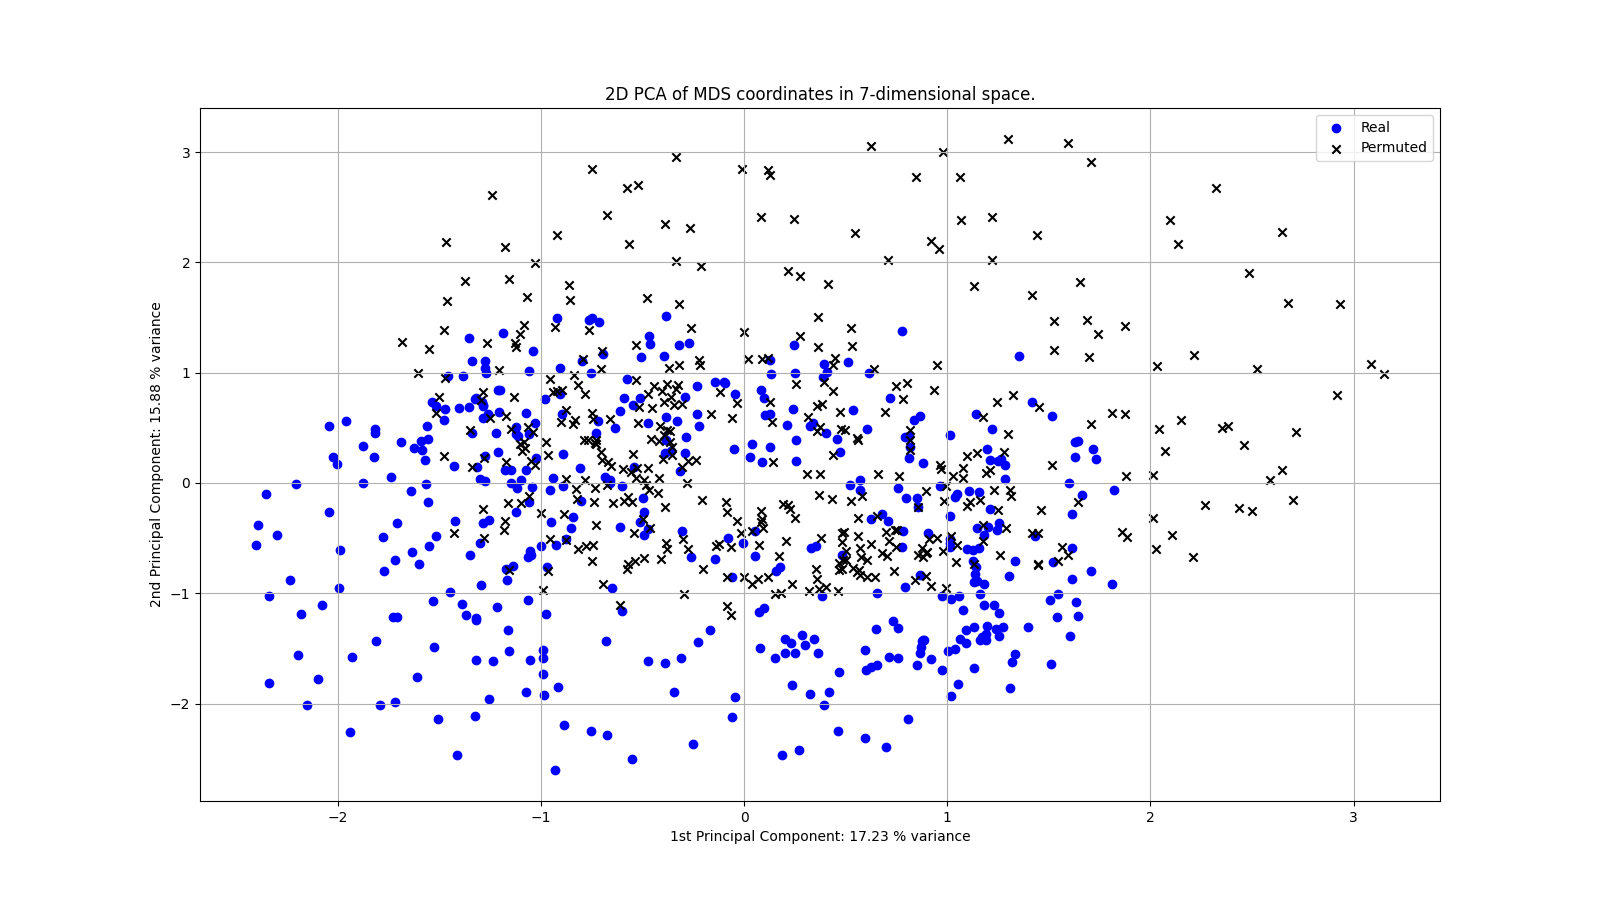 2D PCA of MDS coordinates in 7-dimensional space.
Real
Permuted
3
2
1
0
−1
−2
2nd Principal Component: 15.88 % variance
−2
−1
0
1
2
3
1st Principal Component: 17.23 % variance